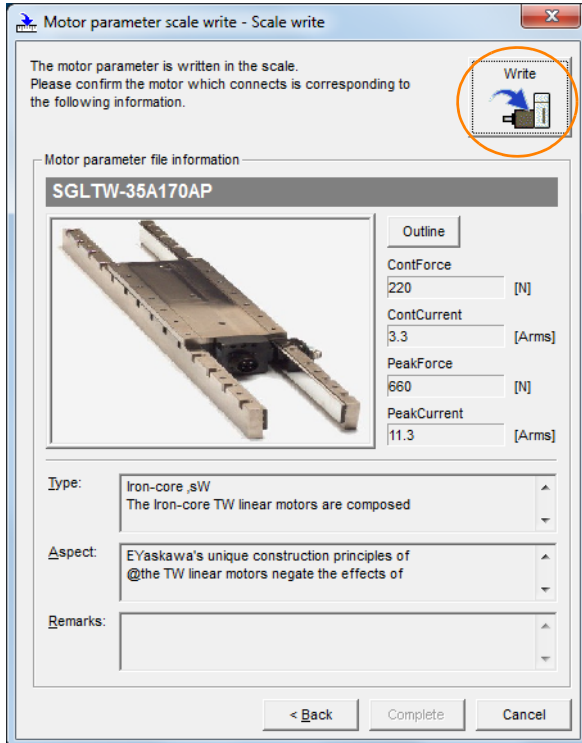 Motor parameter scale write - Scale write
The motor parameter is written in the scale.
Please confirm the motor which connects is corresponding to
the following information.
Write
Motor parameter file information
SGLTW-35A170AP
Outline
ContForce
220 [N]
ContCurrent
3.3 [Arms]
PeakForce
660 [N]
PeakCurrent
11.3 [Arms]
Type:
Iron-core ,sW
The Iron-core TW linear motors are composed
Aspect:
EYaskawa's unique construction principles of
@the TW linear motors negate the effects of
Remarks:
< Back
Complete
Cancel